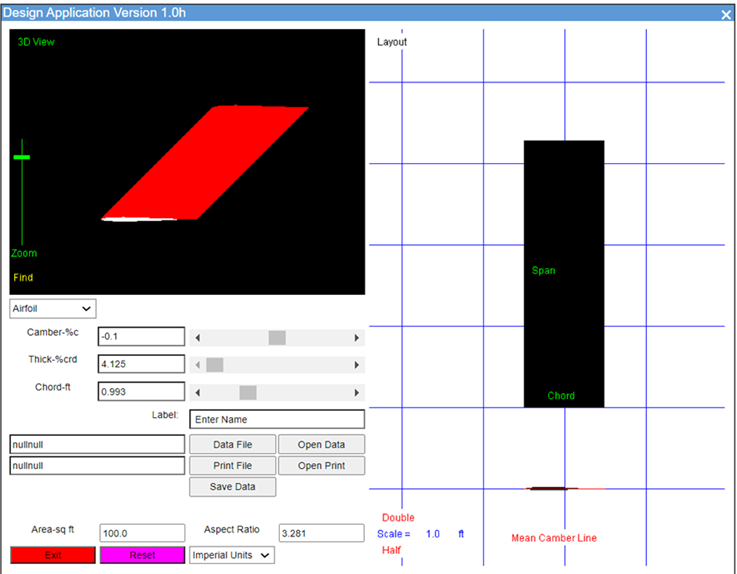 Design Application Version 1.0h
3D View
Zoom
Find
Airfoil
Camber-%c -0.1
Thick-%crd 4.125
Chord-ft 0.993
Label: Enter Name
nullnull Data File Open Data
nullnull Print File Open Print
Save Data
Area-sq ft 100.0 Aspect Ratio 3.281
Exit Reset Imperial Units
Layout
Span
Chord
Double
Scale = 1.0 ft
Half
Mean Camber Line